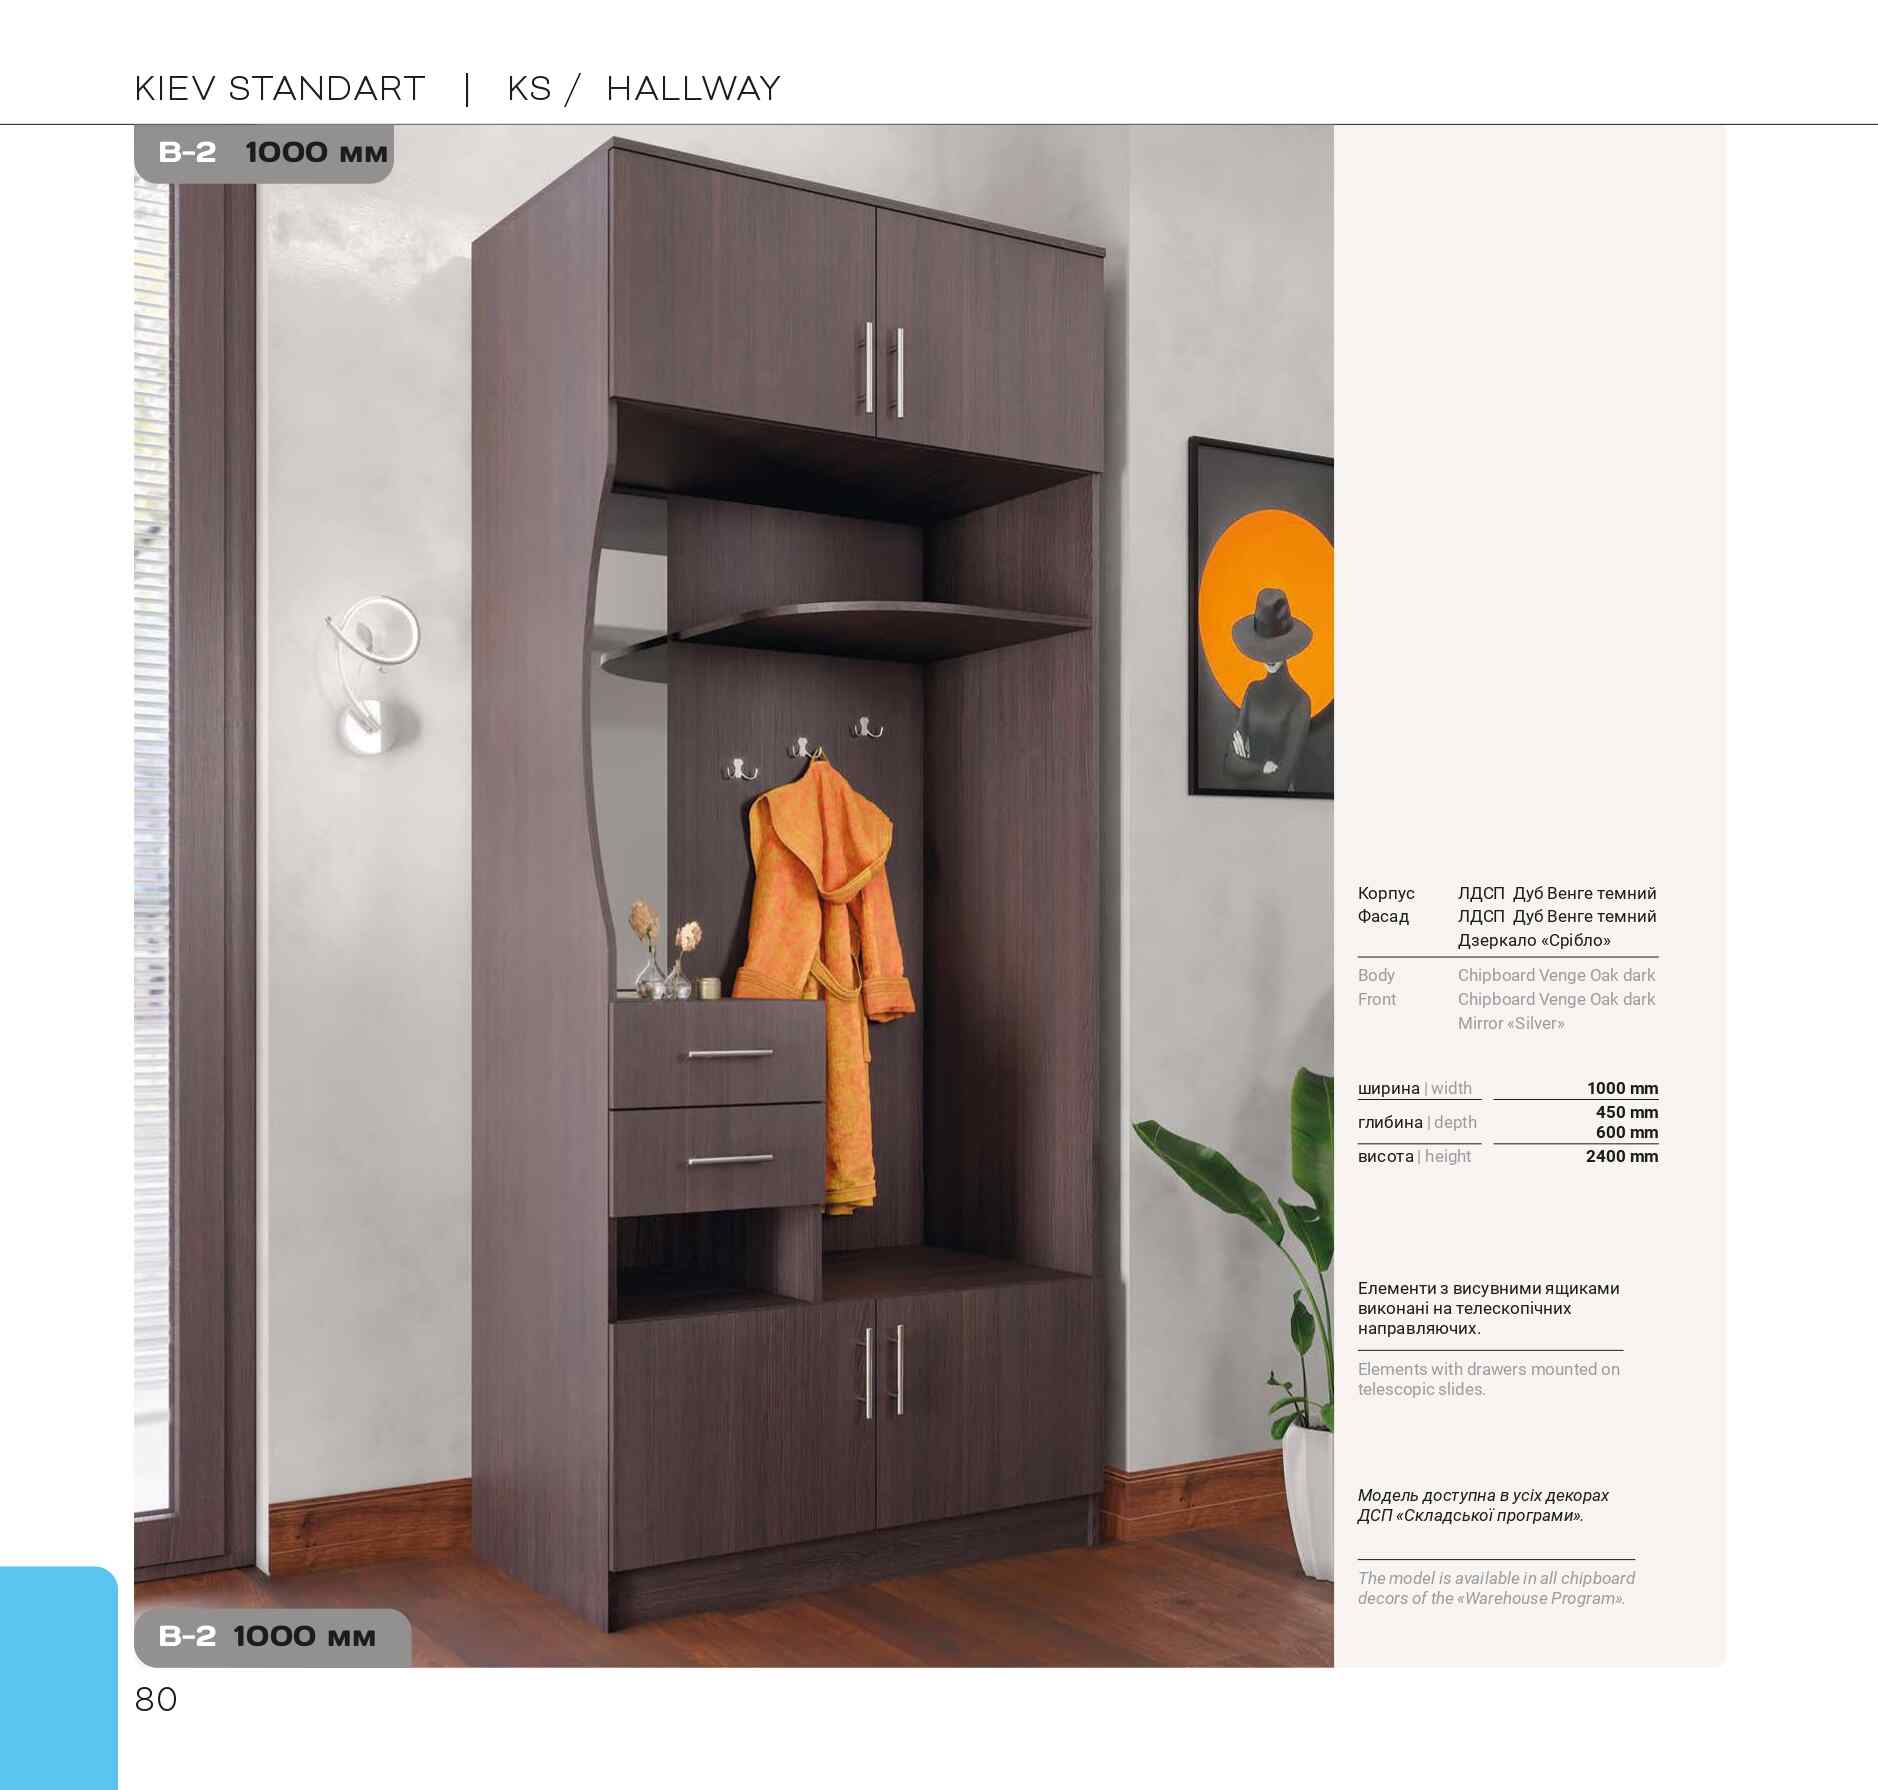 KIEV STANDART | KS / HALLWAY
В-2 1000 мм
Корпус ЛДСП Дуб Венге темний
Фасад ЛДСП Дуб Венге темний
Дзеркало «Срібло»
Body Chipboard Venge Oak dark
Front Chipboard Venge Oak dark
Mirror «Silver»
ширина | width 1000 mm
глибина | depth 450 mm
600 mm
висота | height 2400 mm
Елементи з висувними ящиками
виконані на телескопічних
направляючих.
Elements with drawers mounted on
telescopic slides.
Модель доступна в усіх декорах
ДСП «Складської програми».
The model is available in all chipboard
decors of the «Warehouse Program».
В-2 1000 мм
80